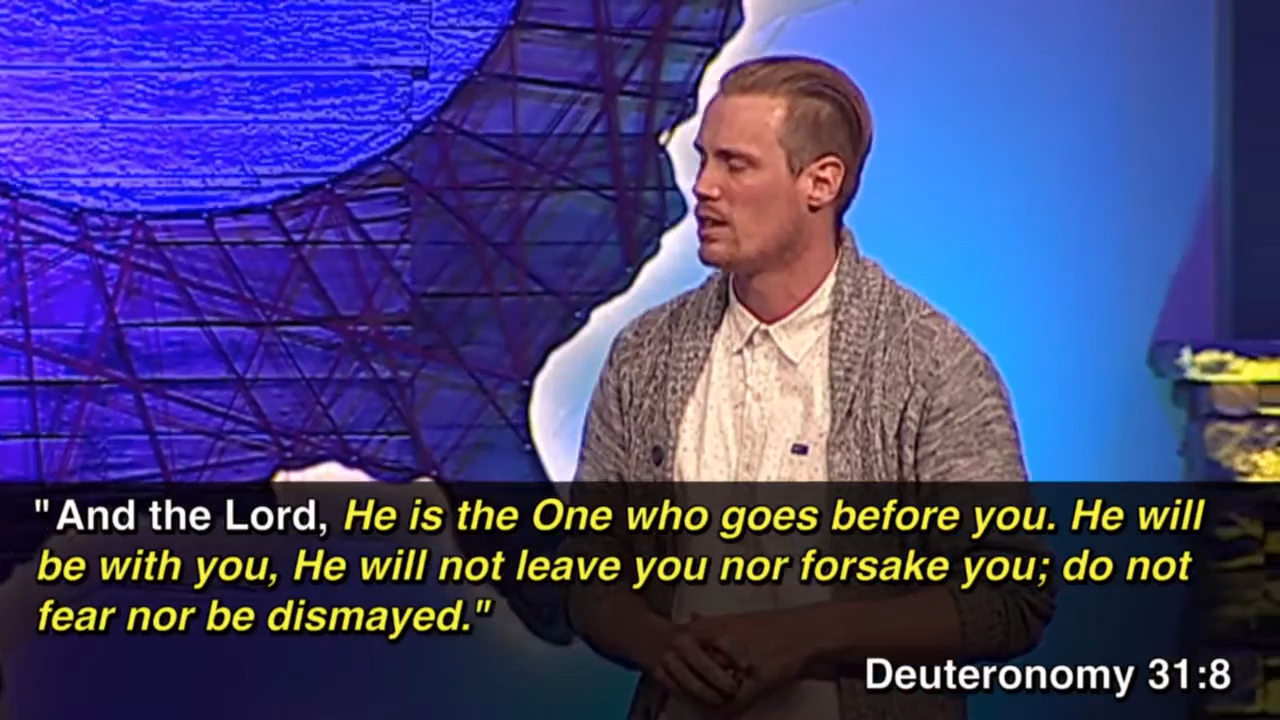 "And the Lord, He is the One who goes before you. He will
be with you, He will not leave you nor forsake you; do not
fear nor be dismayed."
Deuteronomy 31:8